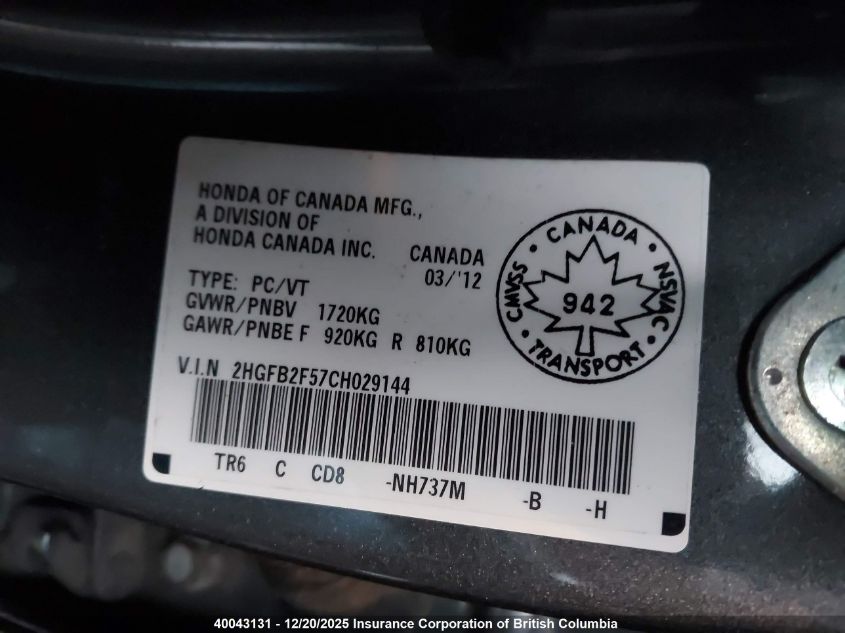 HONDA OF CANADA MFG.,
A DIVISION OF
HONDA CANADA INC. CANADA
03/'12
TYPE: PC/VT
GVWR/PNBV 1720KG
GAWR/PNBE F 920KG R 810KG
V.I.N 2HGFB2F57CH029144
TR6 C CD8 -NH737M -B -H
CANADA
CMVSS NSVAC
942
TRANSPORT
40043131 - 12/20/2025 Insurance Corporation of British Columbia